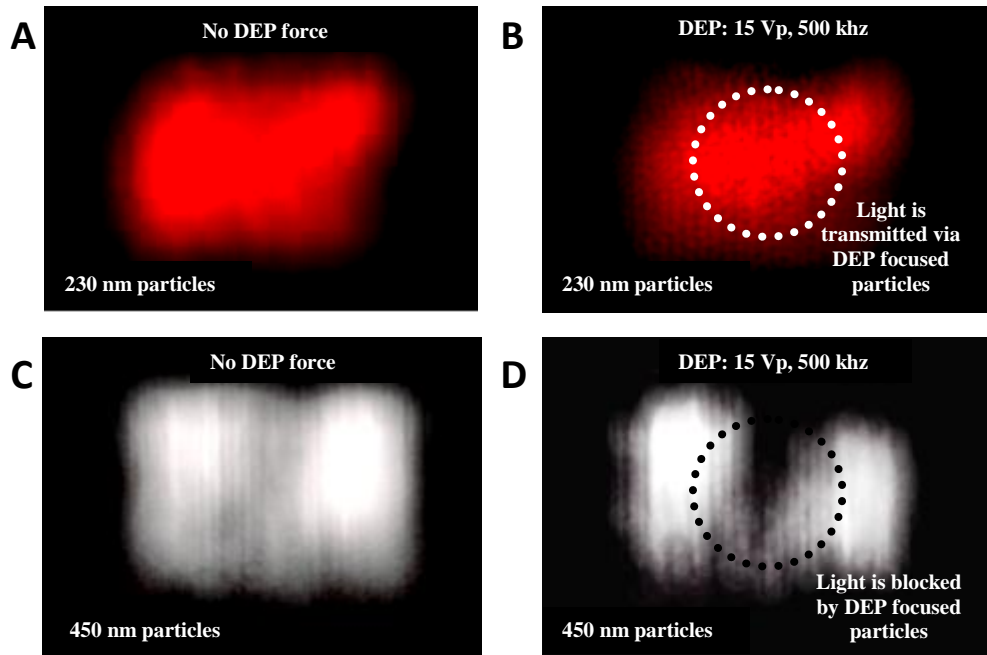 A
No DEP force
230 nm particles
B
DEP: 15 Vp, 500 khz
Light is
transmitted via
DEP focused
particles
230 nm particles
C
No DEP force
450 nm particles
D
DEP: 15 Vp, 500 khz
Light is blocked
by DEP focused
particles
450 nm particles